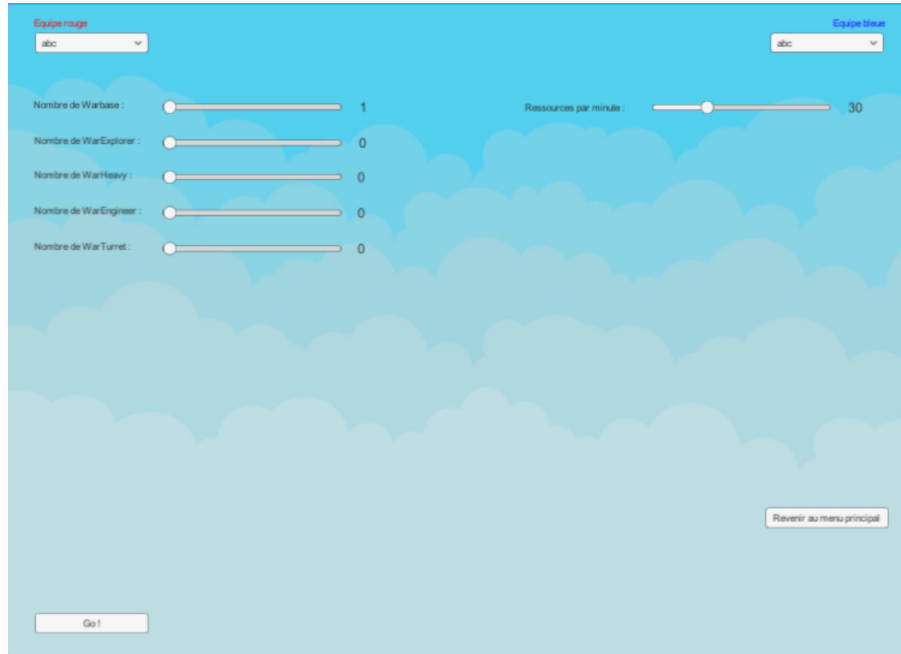 Equipe rouge
Equipe bleue
abc
abc
Nombre de Warbase : 1
Ressources par minute : 30
Nombre de WarExplorer : 0
Nombre de WarHeavy : 0
Nombre de WarEngineer : 0
Nombre de WarTurret : 0
Revenir au menu principal
Go !